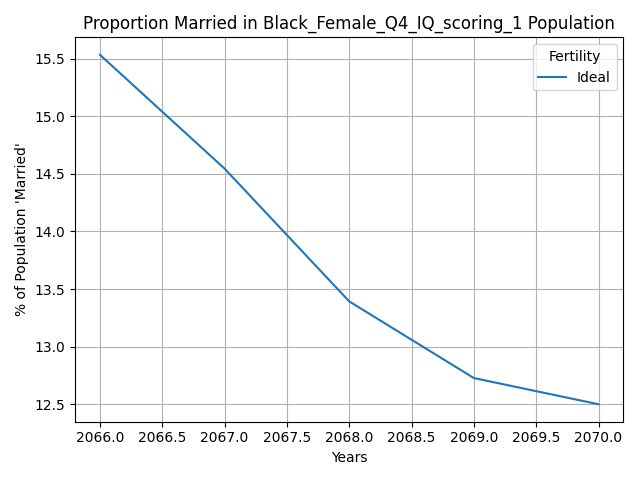 Proportion Married in Black_Female_Q4_IQ_scoring_1 Population
Fertility
Ideal
% of Population 'Married'
15.5
15.0
14.5
14.0
13.5
13.0
12.5
2066.0 2066.5 2067.0 2067.5 2068.0 2068.5 2069.0 2069.5 2070.0
Years